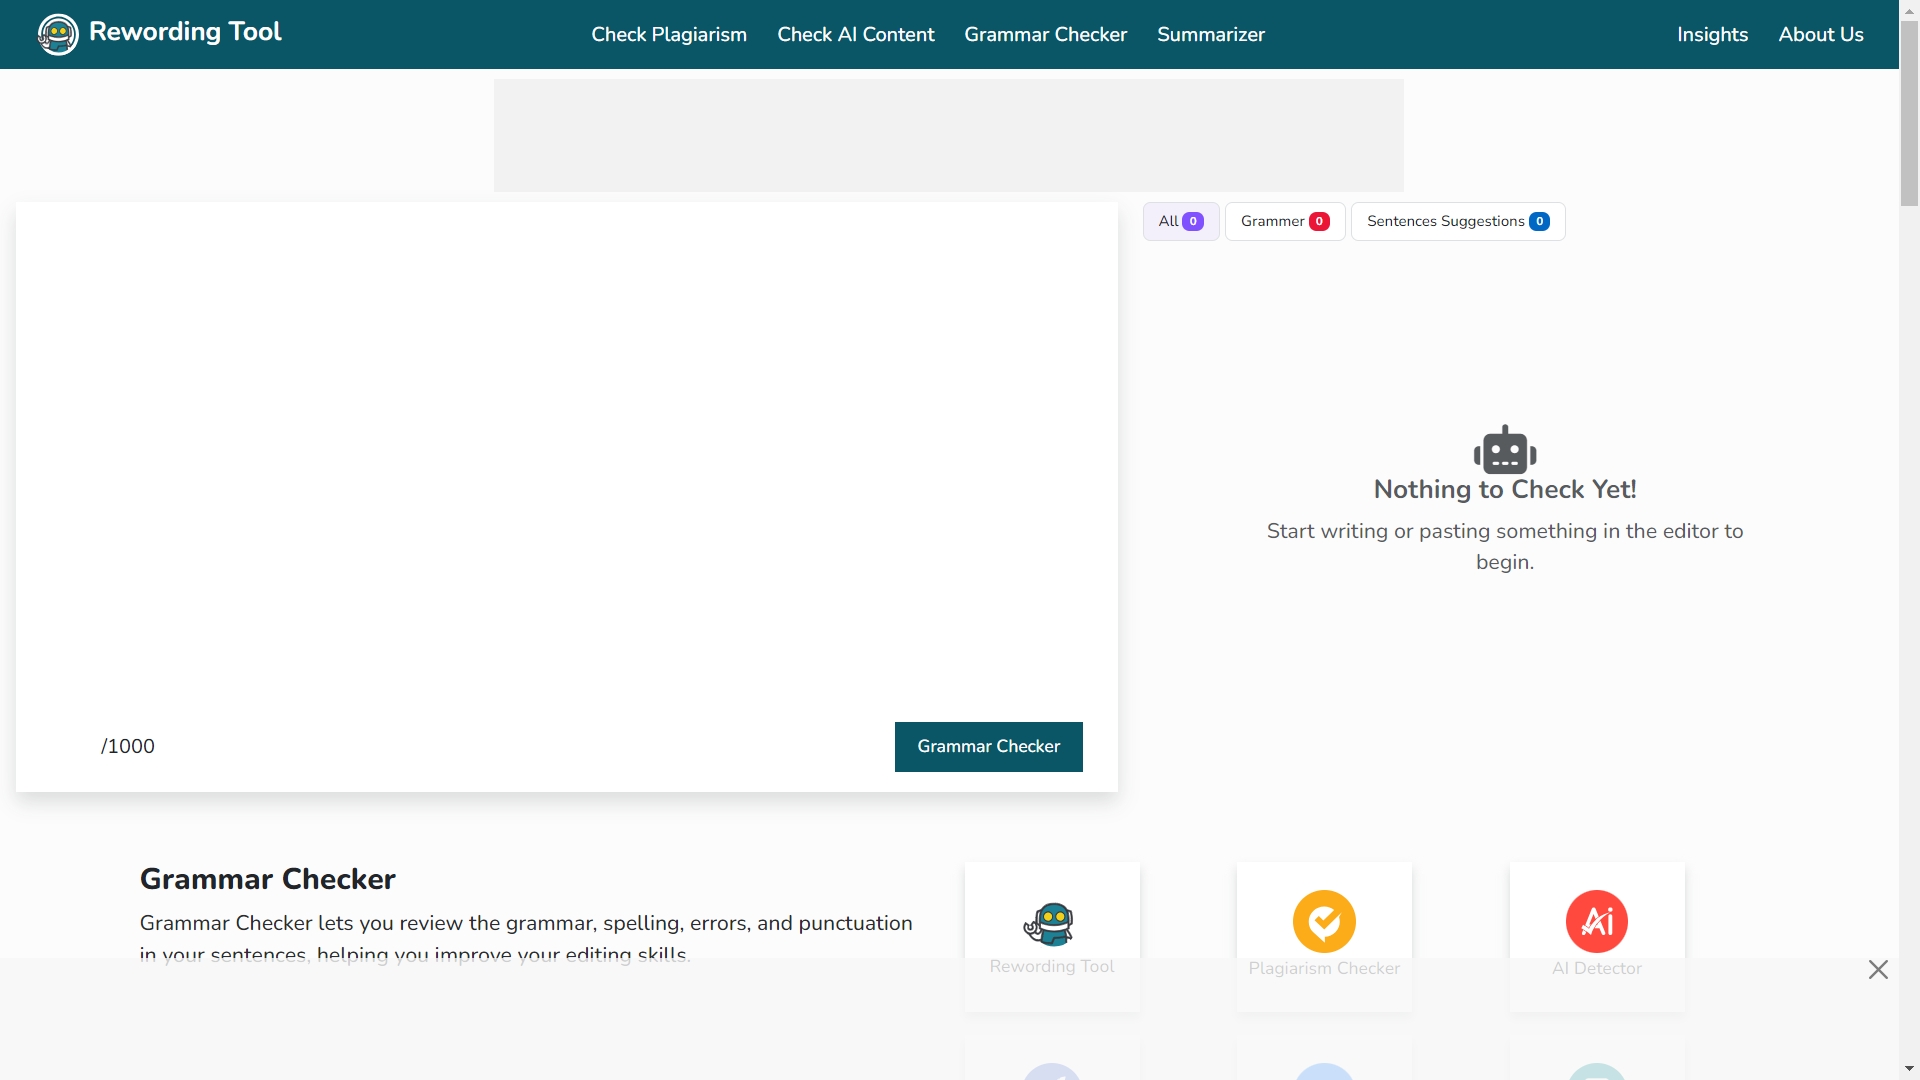 Rewording Tool
Check Plagiarism
Check AI Content
Grammar Checker
Summarizer
Insights
About Us
All 0
Grammer 0
Sentences Suggestions 0
Nothing to Check Yet!
Start writing or pasting something in the editor to
begin.
/1000
Grammar Checker
Grammar Checker
Grammar Checker lets you review the grammar, spelling, errors, and punctuation
in your sentences, helping you improve your editing skills.
Rewording Tool
Plagiarism Checker
Ai
AI Detector